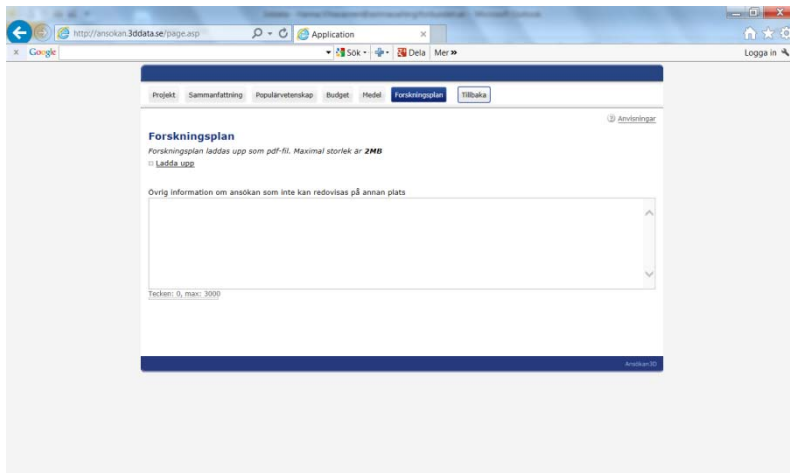 http://ansokan.3ddata.se/page.asp
Application
x Google
Sök
Dela
Mer »
Logga in
Projekt Sammanfattning Populärvetenskap Budget Medel Forskningsplan Tillbaka
Anvisningar
Forskningsplan
Forskningsplan laddas upp som pdf-fil. Maximal storlek är 2MB
Ladda upp
Övrig information om ansökan som inte kan redovisas på annan plats
Tecken: 0, max: 3000
Ansökan3D